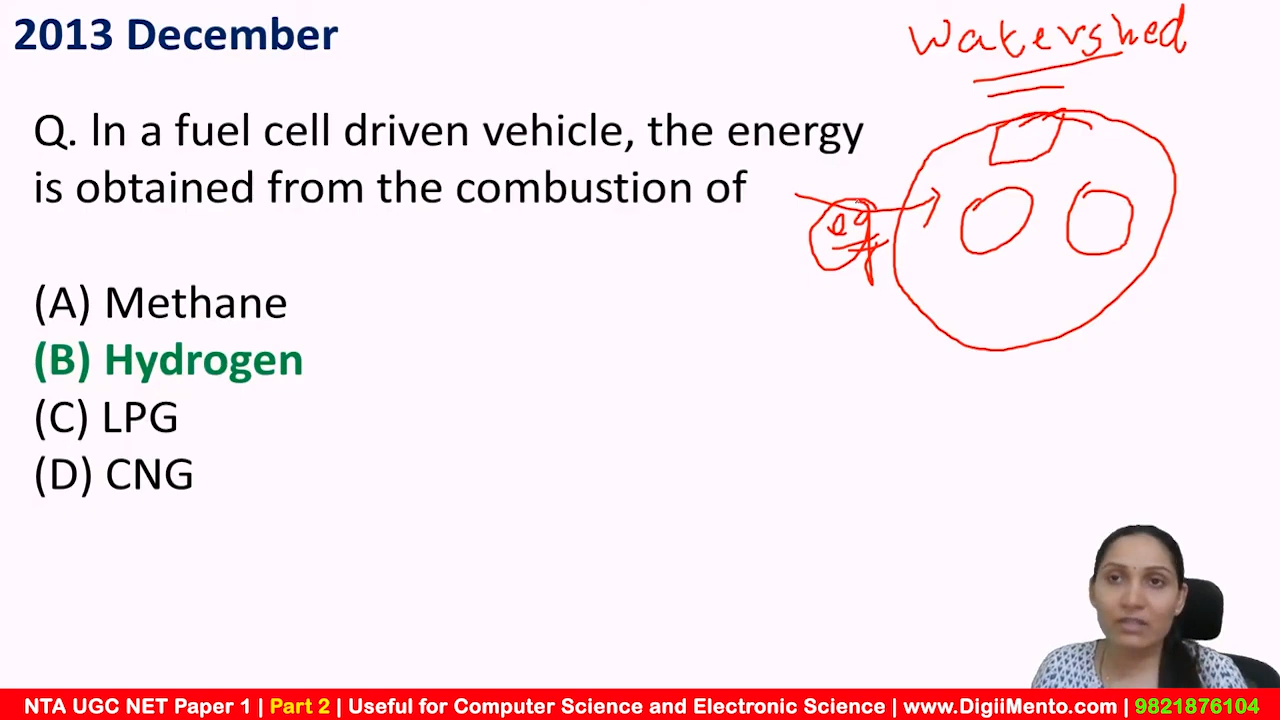 2013 December
Watershed
Q. ln a fuel cell driven vehicle, the energy
is obtained from the combustion of
(A) Methane
(B) Hydrogen
(C) LPG
(D) CNG
NTA UGC NET Paper 1 | Part 2 | Useful for Computer Science and Electronic Science | www.DigiiMento.com | 9821876104